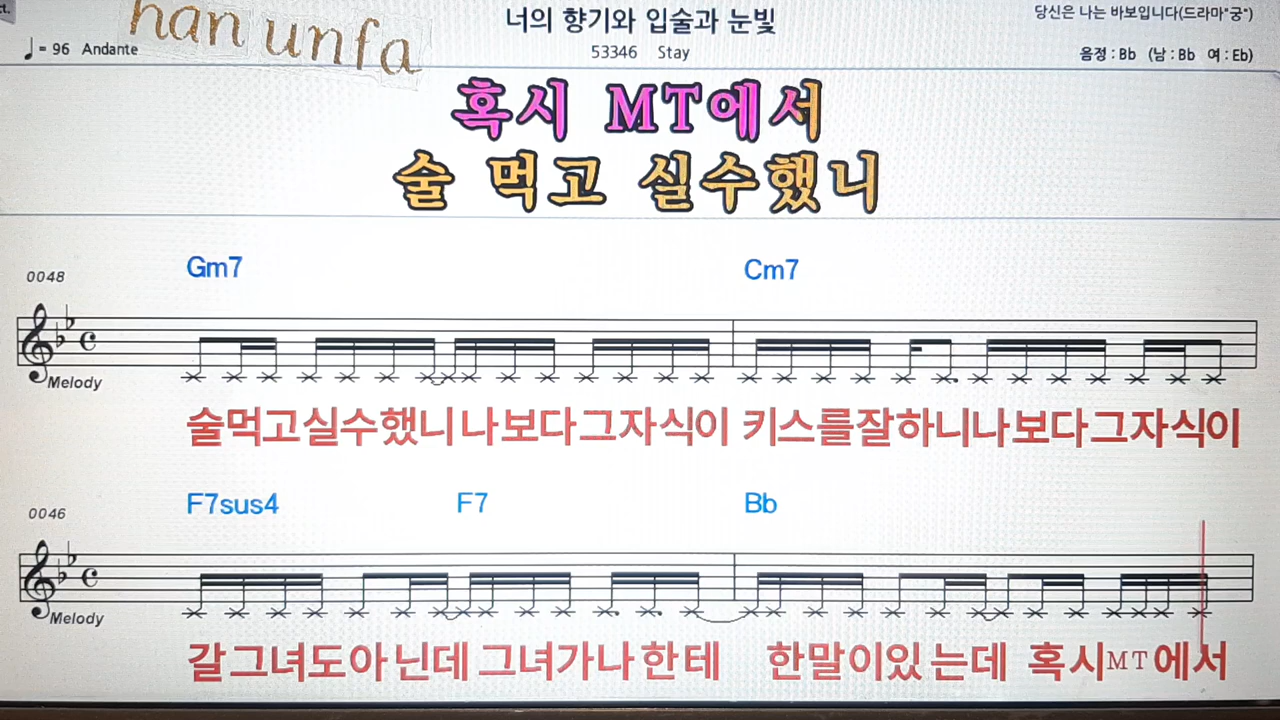 t.
han unfa
너의 향기와 입술과 눈빛
당신은 나는 바보입니다(드라마"궁")
♩= 96 Andante
53346 Stay
음정 : Bb (남 : Bb 여 : Eb)
혹시 MT에서
술 먹고 실수했니
Gm7 Cm7
0048
Melody
술먹고실수했니나보다그자식이 키스를잘하니나보다그자식이
F7sus4 F7 Bb
0046
Melody
갈그녀도아닌데 그녀가나한테 한말이있는데 혹시MT에서